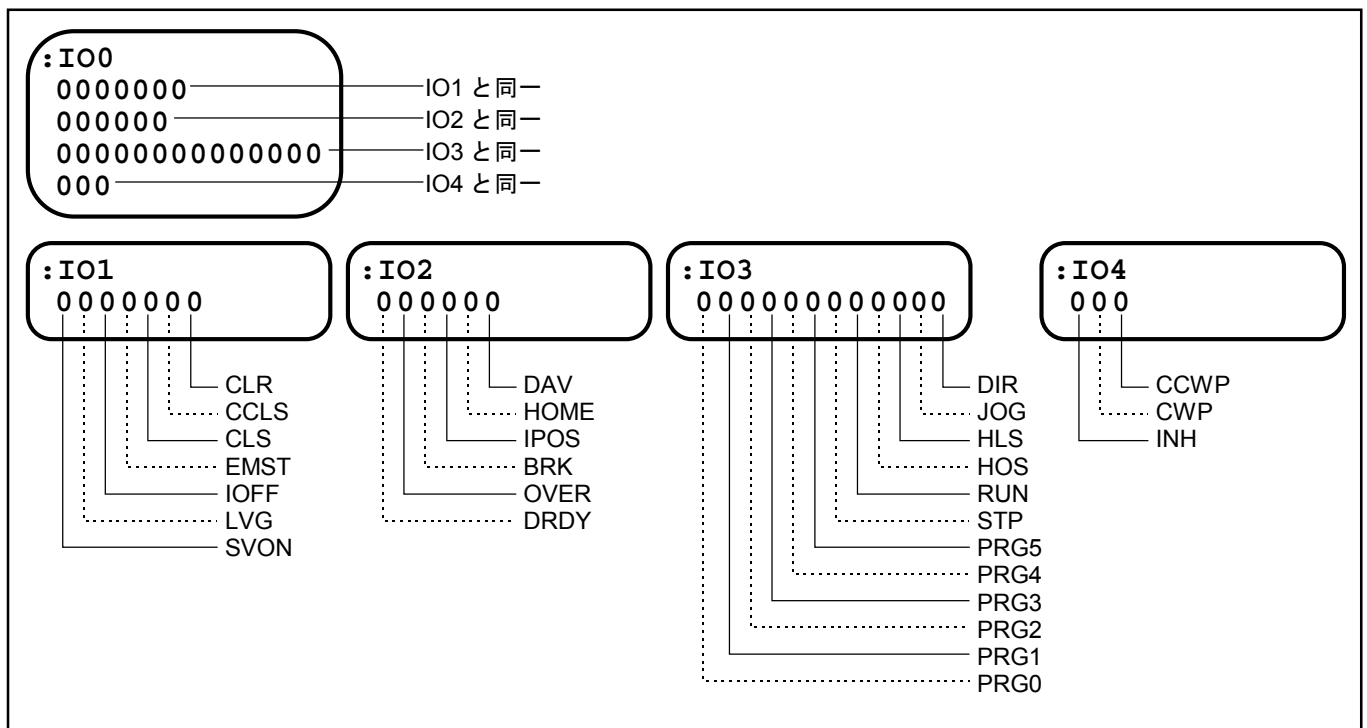 :IO0
0000000 IO1 と同一
000000 IO2 と同一
00000000000000 IO3 と同一
000 IO4 と同一
:IO1
0000000
CLR
CCLS
CLS
EMST
IOFF
LVG
SVON
:IO2
000000
DAV
HOME
IPOS
BRK
OVER
DRDY
:IO3
000000000000
DIR
JOG
HLS
HOS
RUN
STP
PRG5
PRG4
PRG3
PRG2
PRG1
PRG0
:IO4
000
CCWP
CWP
INH